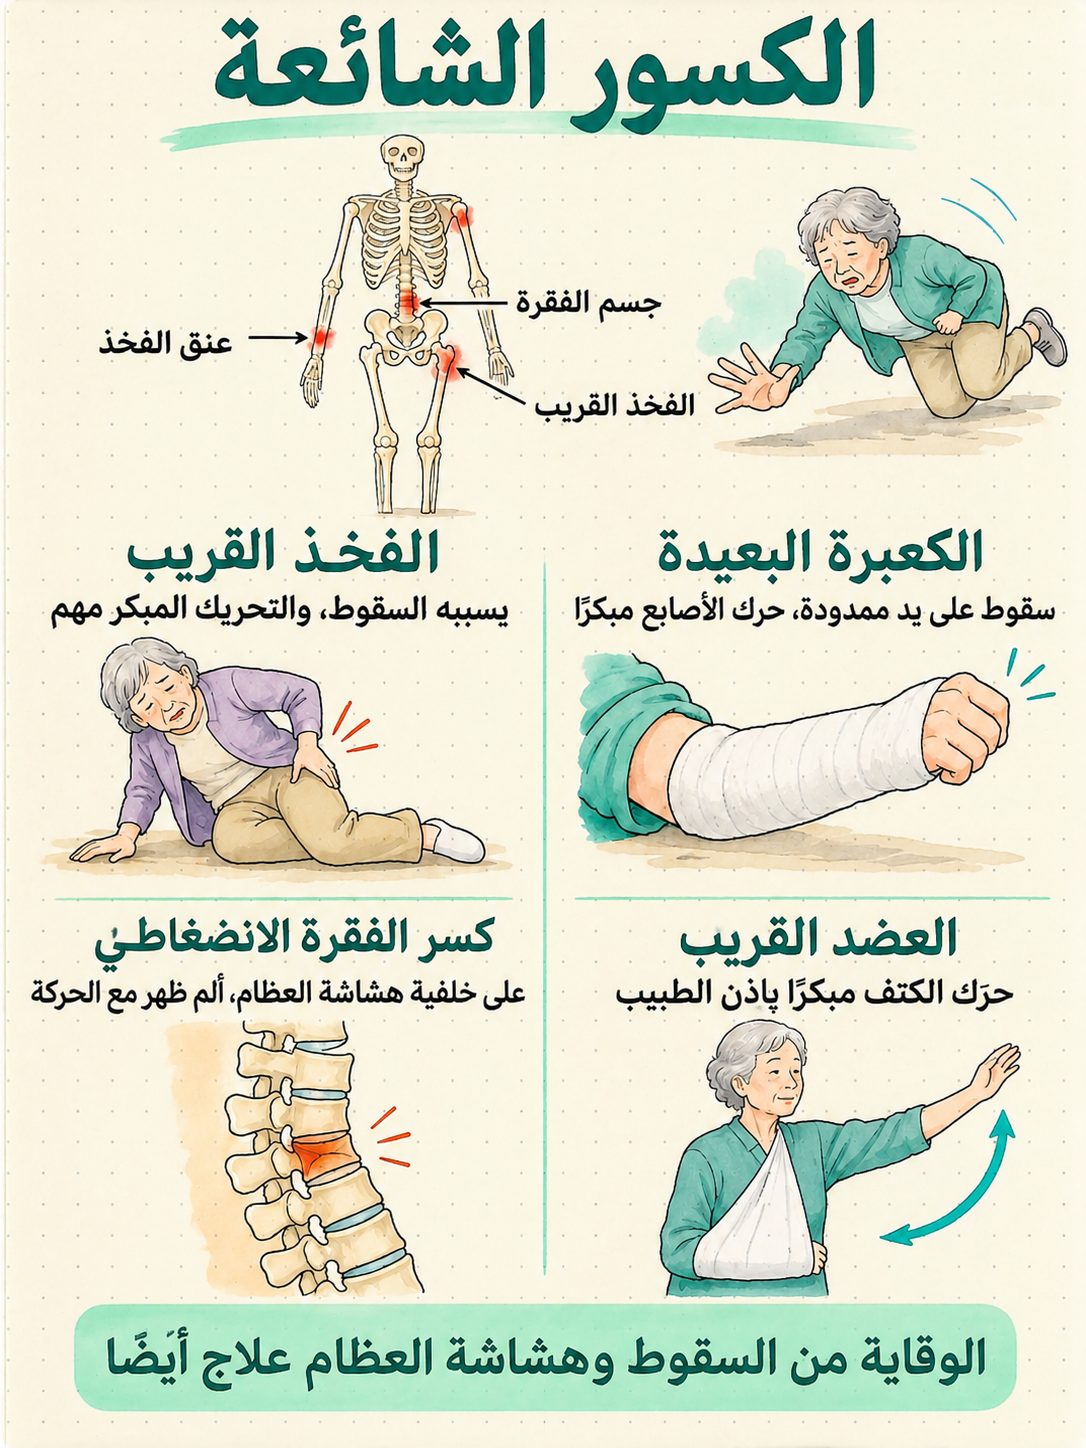 الكسور الشائعة
جسم الفقرة
عنق الفخذ
الفخذ القريب
الكعبرة البعيدة
سقوط على يد ممدودة، حرك الأصابع مبكرًا
الفخذ القريب
يسببه السقوط، والتحريك المبكر مهم
العضد القريب
حرَك الكتف مبكرًا پاذن الطبيب
كسر الفقرة الانضغاطي
على خلفية هشاشة العظام، ألم ظهر مع الحركة
الوقاية من السقوط وهشاشة العظام علاج أيَضًا